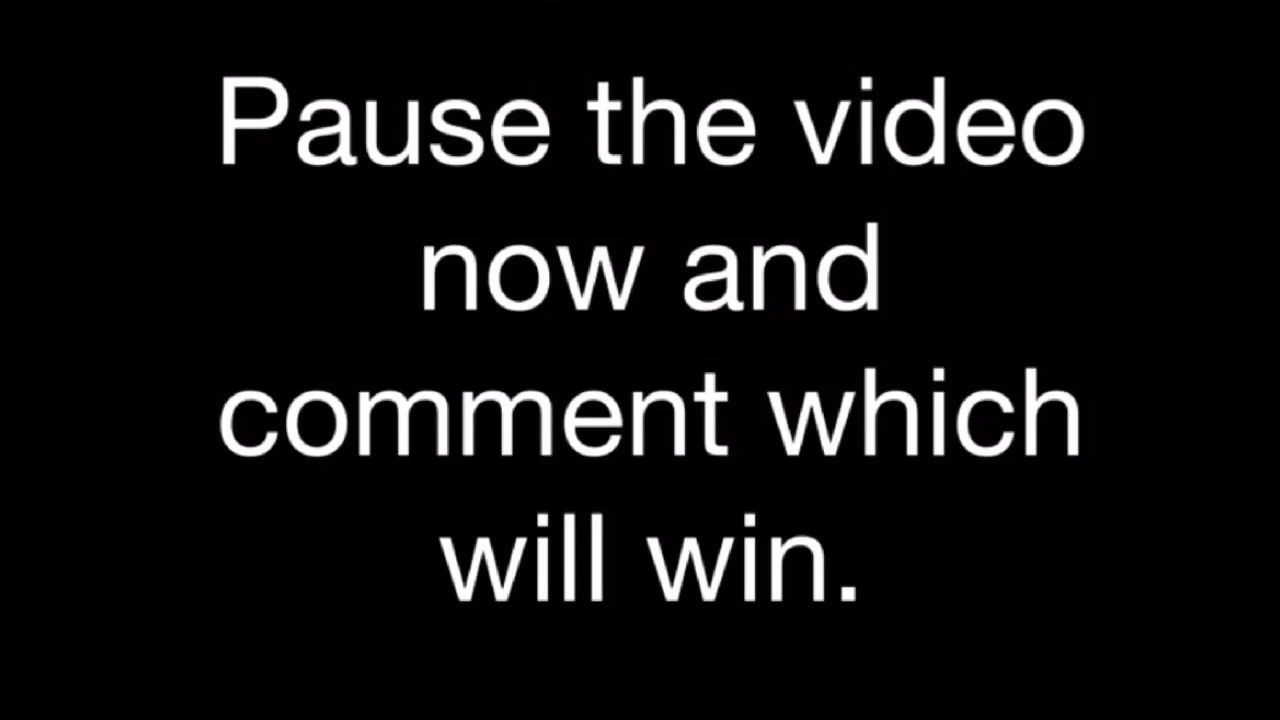 Pause the video
now and
comment which
will win.